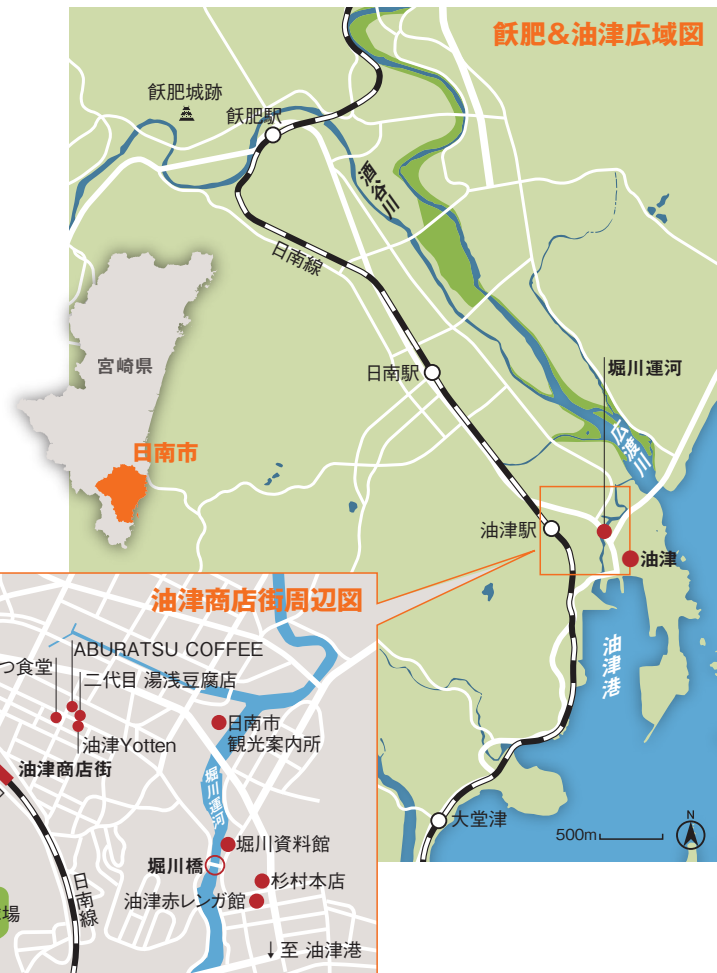 飫肥&油津広域図
飫肥城跡
飫肥駅
酒谷川
日南線
宮崎県
日南市
日南駅
堀川運河
広渡川
油津駅
油津
油津港
大堂津
500m
N
油津商店街周辺図
つ食堂
ABURATSU COFFEE
二代目 湯浅豆腐店
油津Yotten
油津商店街
日南市
観光案内所
堀川運河
堀川資料館
堀川橋
杉村本店
油津赤レンガ館
日南線
場
↓至 油津港